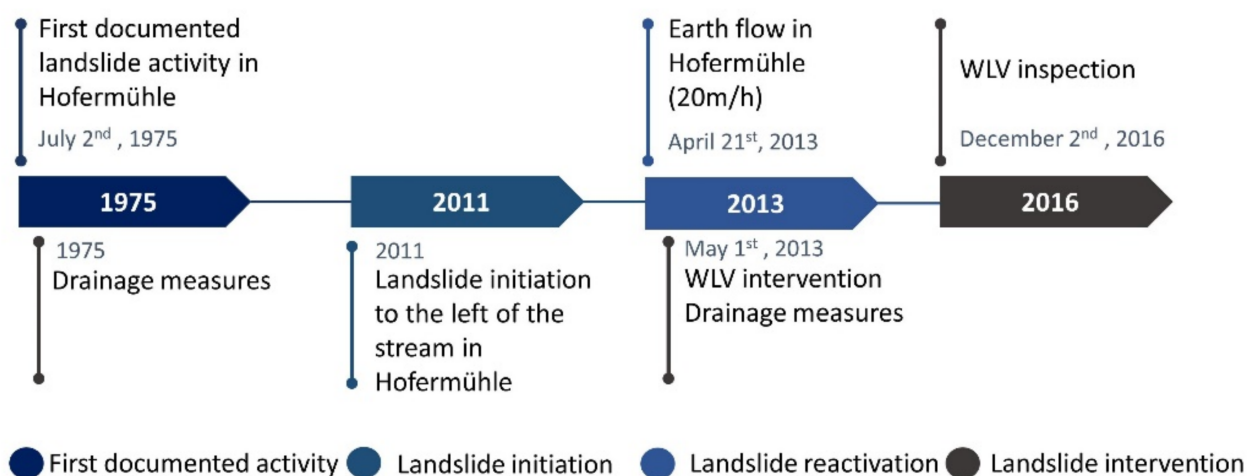 First documented
landslide activity in
Hofermühle
July 2nd , 1975
Earth flow in
Hofermühle
(20m/h)
April 21st, 2013
WLV inspection
December 2nd , 2016
1975
2011
2013
2016
1975
Drainage measures
2011
Landslide initiation
to the left of the
stream in
Hofermühle
May 1st , 2013
WLV intervention
Drainage measures
First documented activity
Landslide initiation
Landslide reactivation
Landslide intervention